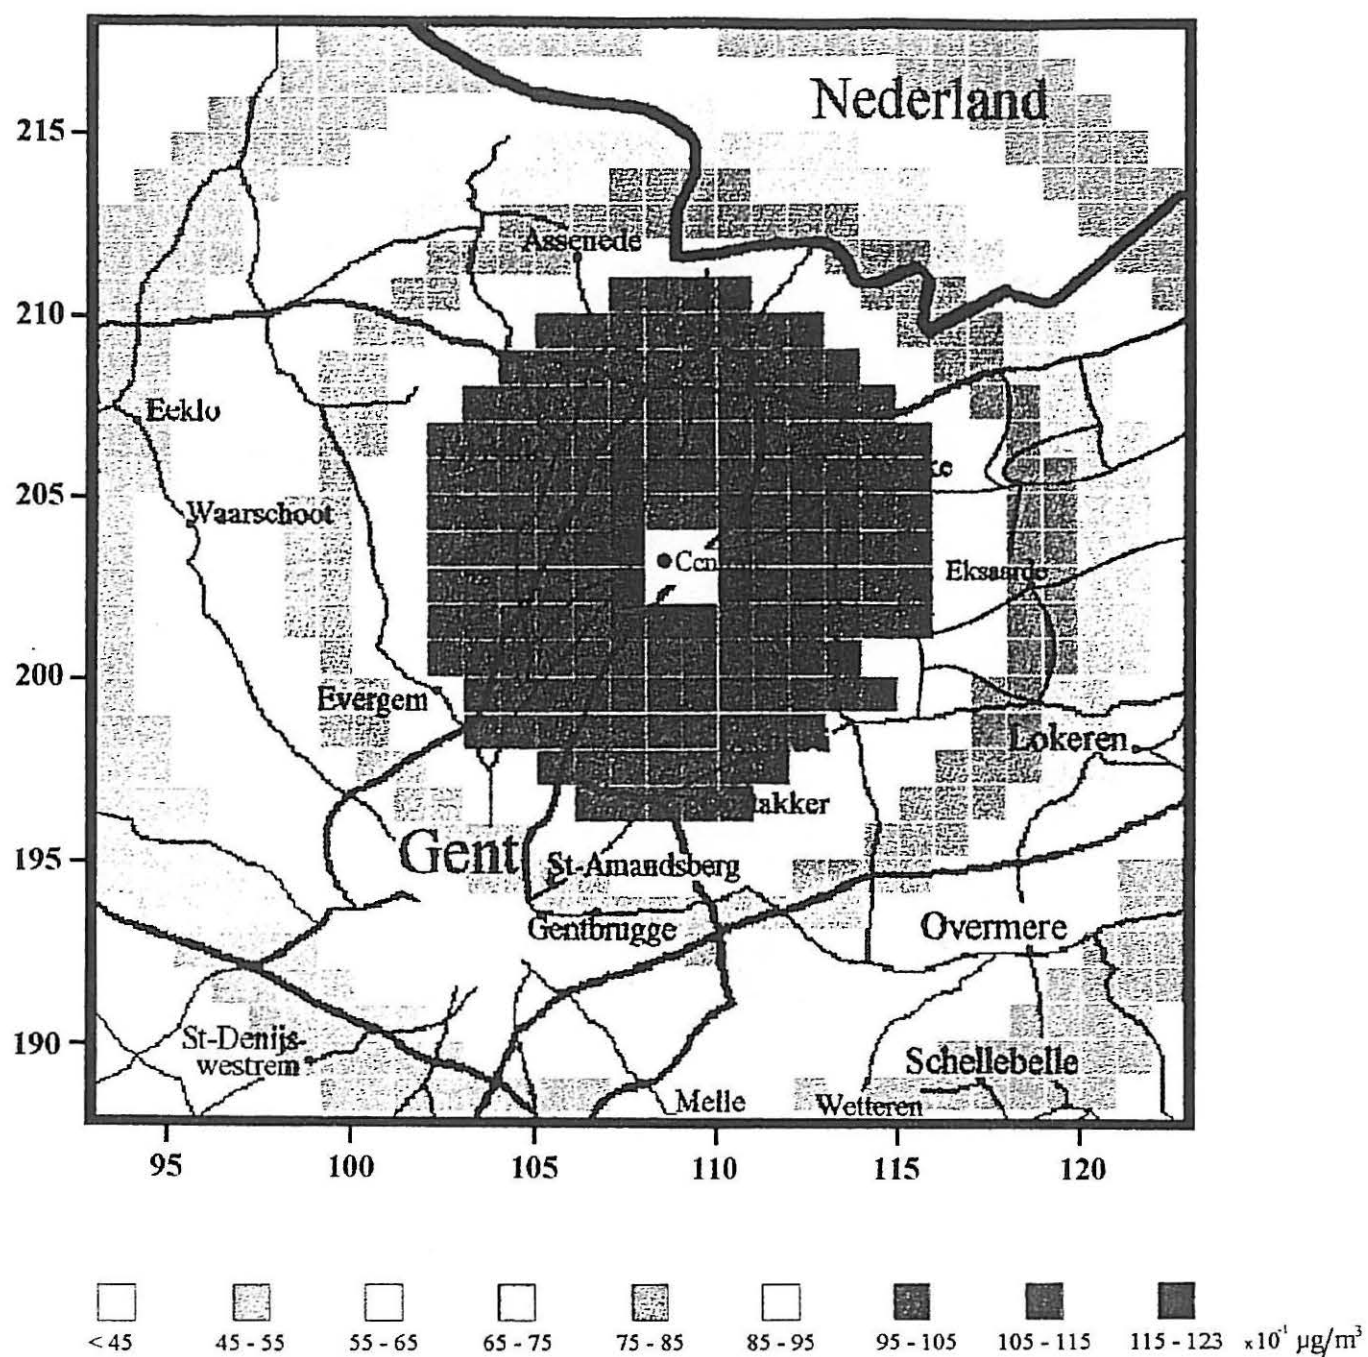 Nederland
215
Assenede
210
Eeklo
ke
205
Waarschoot
Eksaarde
200
Evergem
Lokeren
akker
195
Gent
St-Amandsberg
Overmere
Gentbrugge
190
St-Denijs-
westrem
Schellebelle
Melle
Wetteren
95 100 105 110 115 120
< 45 45 - 55 55 - 65 65 - 75 75 - 85 85 - 95 95 - 105 105 - 115 115 - 123 x10⁻¹ µg/m³